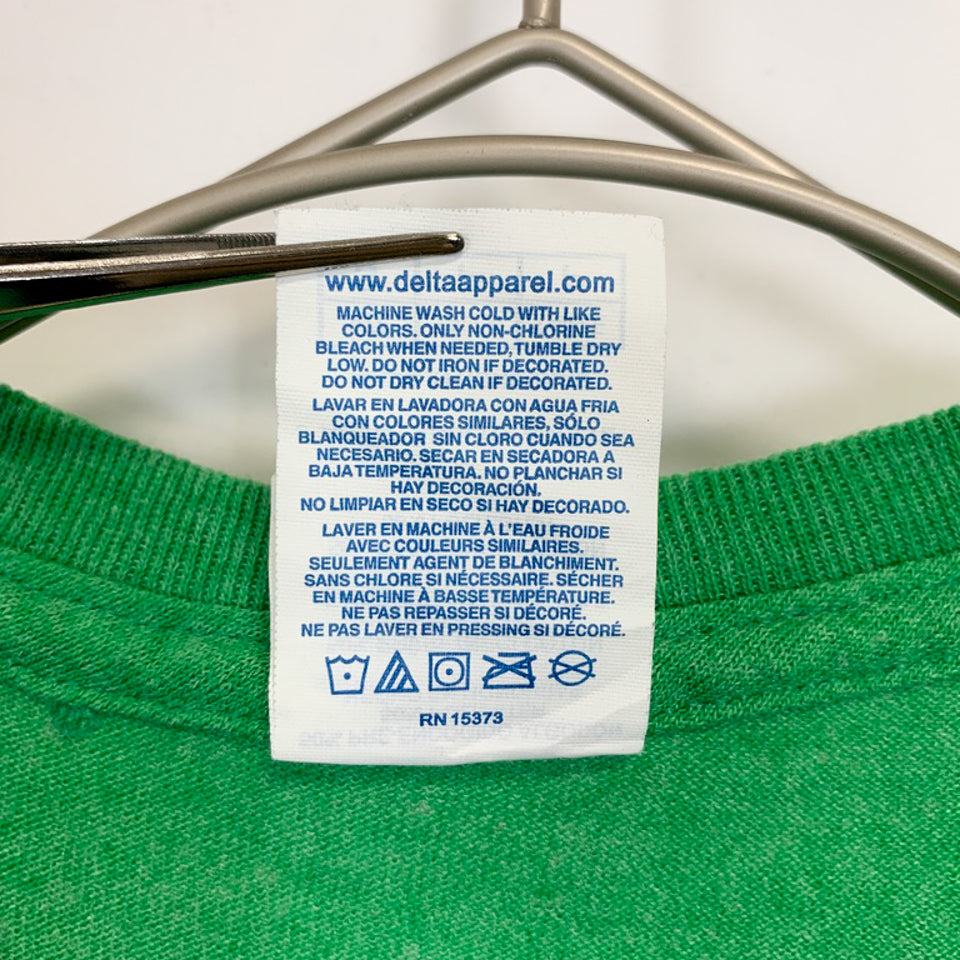 www.deltaapparel.com
MACHINE WASH COLD WITH LIKE
COLORS. ONLY NON-CHLORINE
BLEACH WHEN NEEDED, TUMBLE DRY
LOW. DO NOT IRON IF DECORATED.
DO NOT DRY CLEAN IF DECORATED.
LAVAR EN LAVADORA CON AGUA FRIA
CON COLORES SIMILARES, SÓLO
BLANQUEADOR SIN CLORO CUANDO SEA
NECESARIO. SECAR EN SECADORA A
BAJA TEMPERATURA. NO PLANCHAR SI
HAY DECORACIÓN.
NO LIMPIAR EN SECO SI HAY DECORADO.
LAVER EN MACHINE À L'EAU FROIDE
AVEC COULEURS SIMILAIRES.
SEULEMENT AGENT DE BLANCHIMENT.
SANS CHLORE SI NÉCESSAIRE. SÉCHER
EN MACHINE À BASSE TEMPÉRATURE.
NE PAS REPASSER SI DÉCORÉ.
NE PAS LAVER EN PRESSING SI DÉCORÉ.
RN 15373